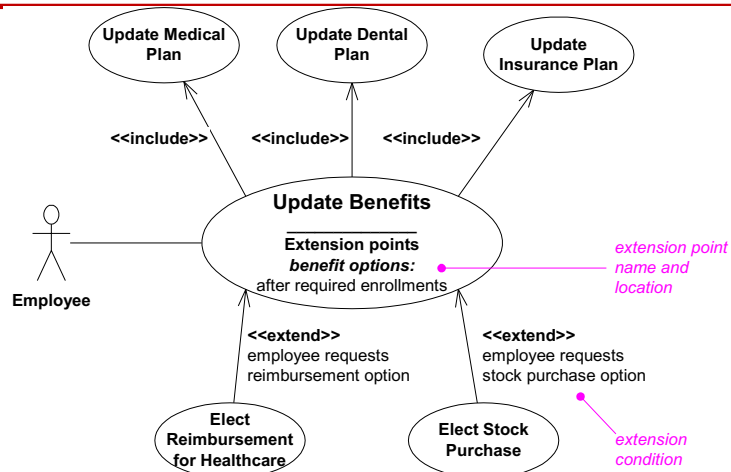 Update Medical
Plan
Update Dental
Plan
Update
Insurance Plan
<<include>>
<<include>>
<<include>>
Update Benefits
Extension points
benefit options:
after required enrollments
extension point
name and
location
Employee
<<extend>>
employee requests
reimbursement option
<<extend>>
employee requests
stock purchase option
Elect
Reimbursement
for Healthcare
Elect Stock
Purchase
extension
condition